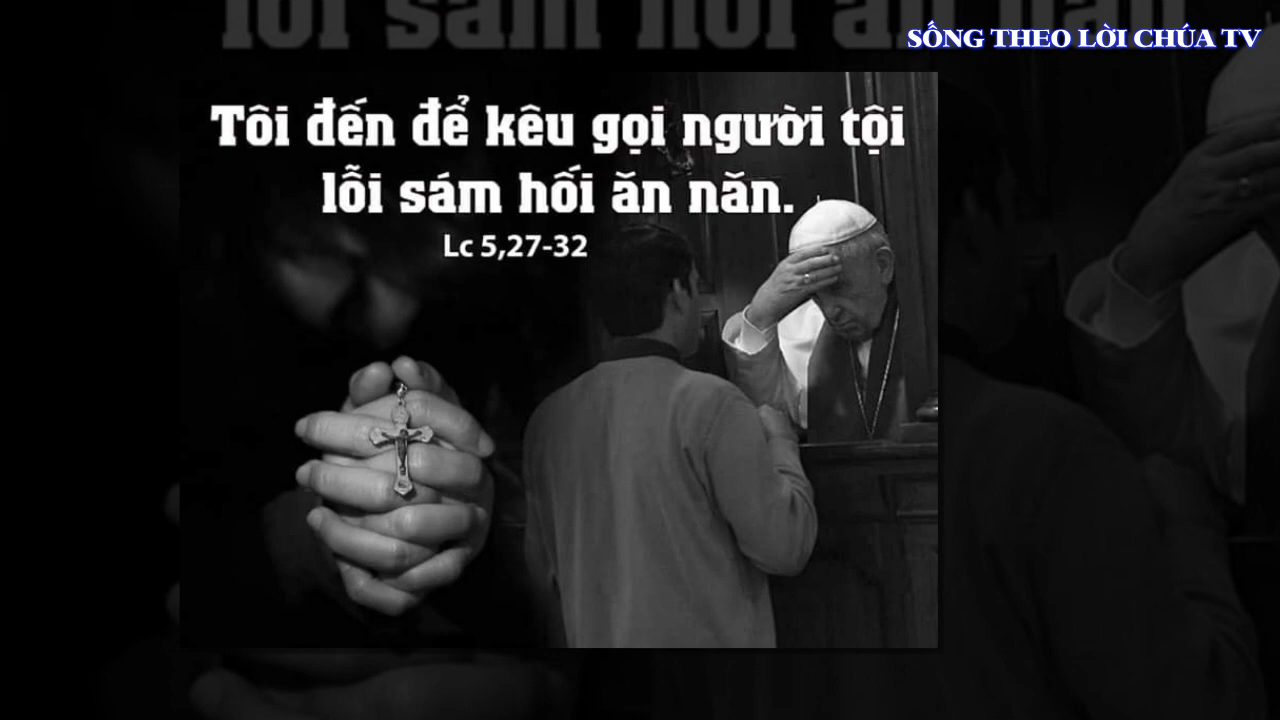 SỐNG THEO LỜI CHÚA TV
Tôi đến để kêu gọi người tội
lỗi sám hối ăn năn.
Lc 5,27-32